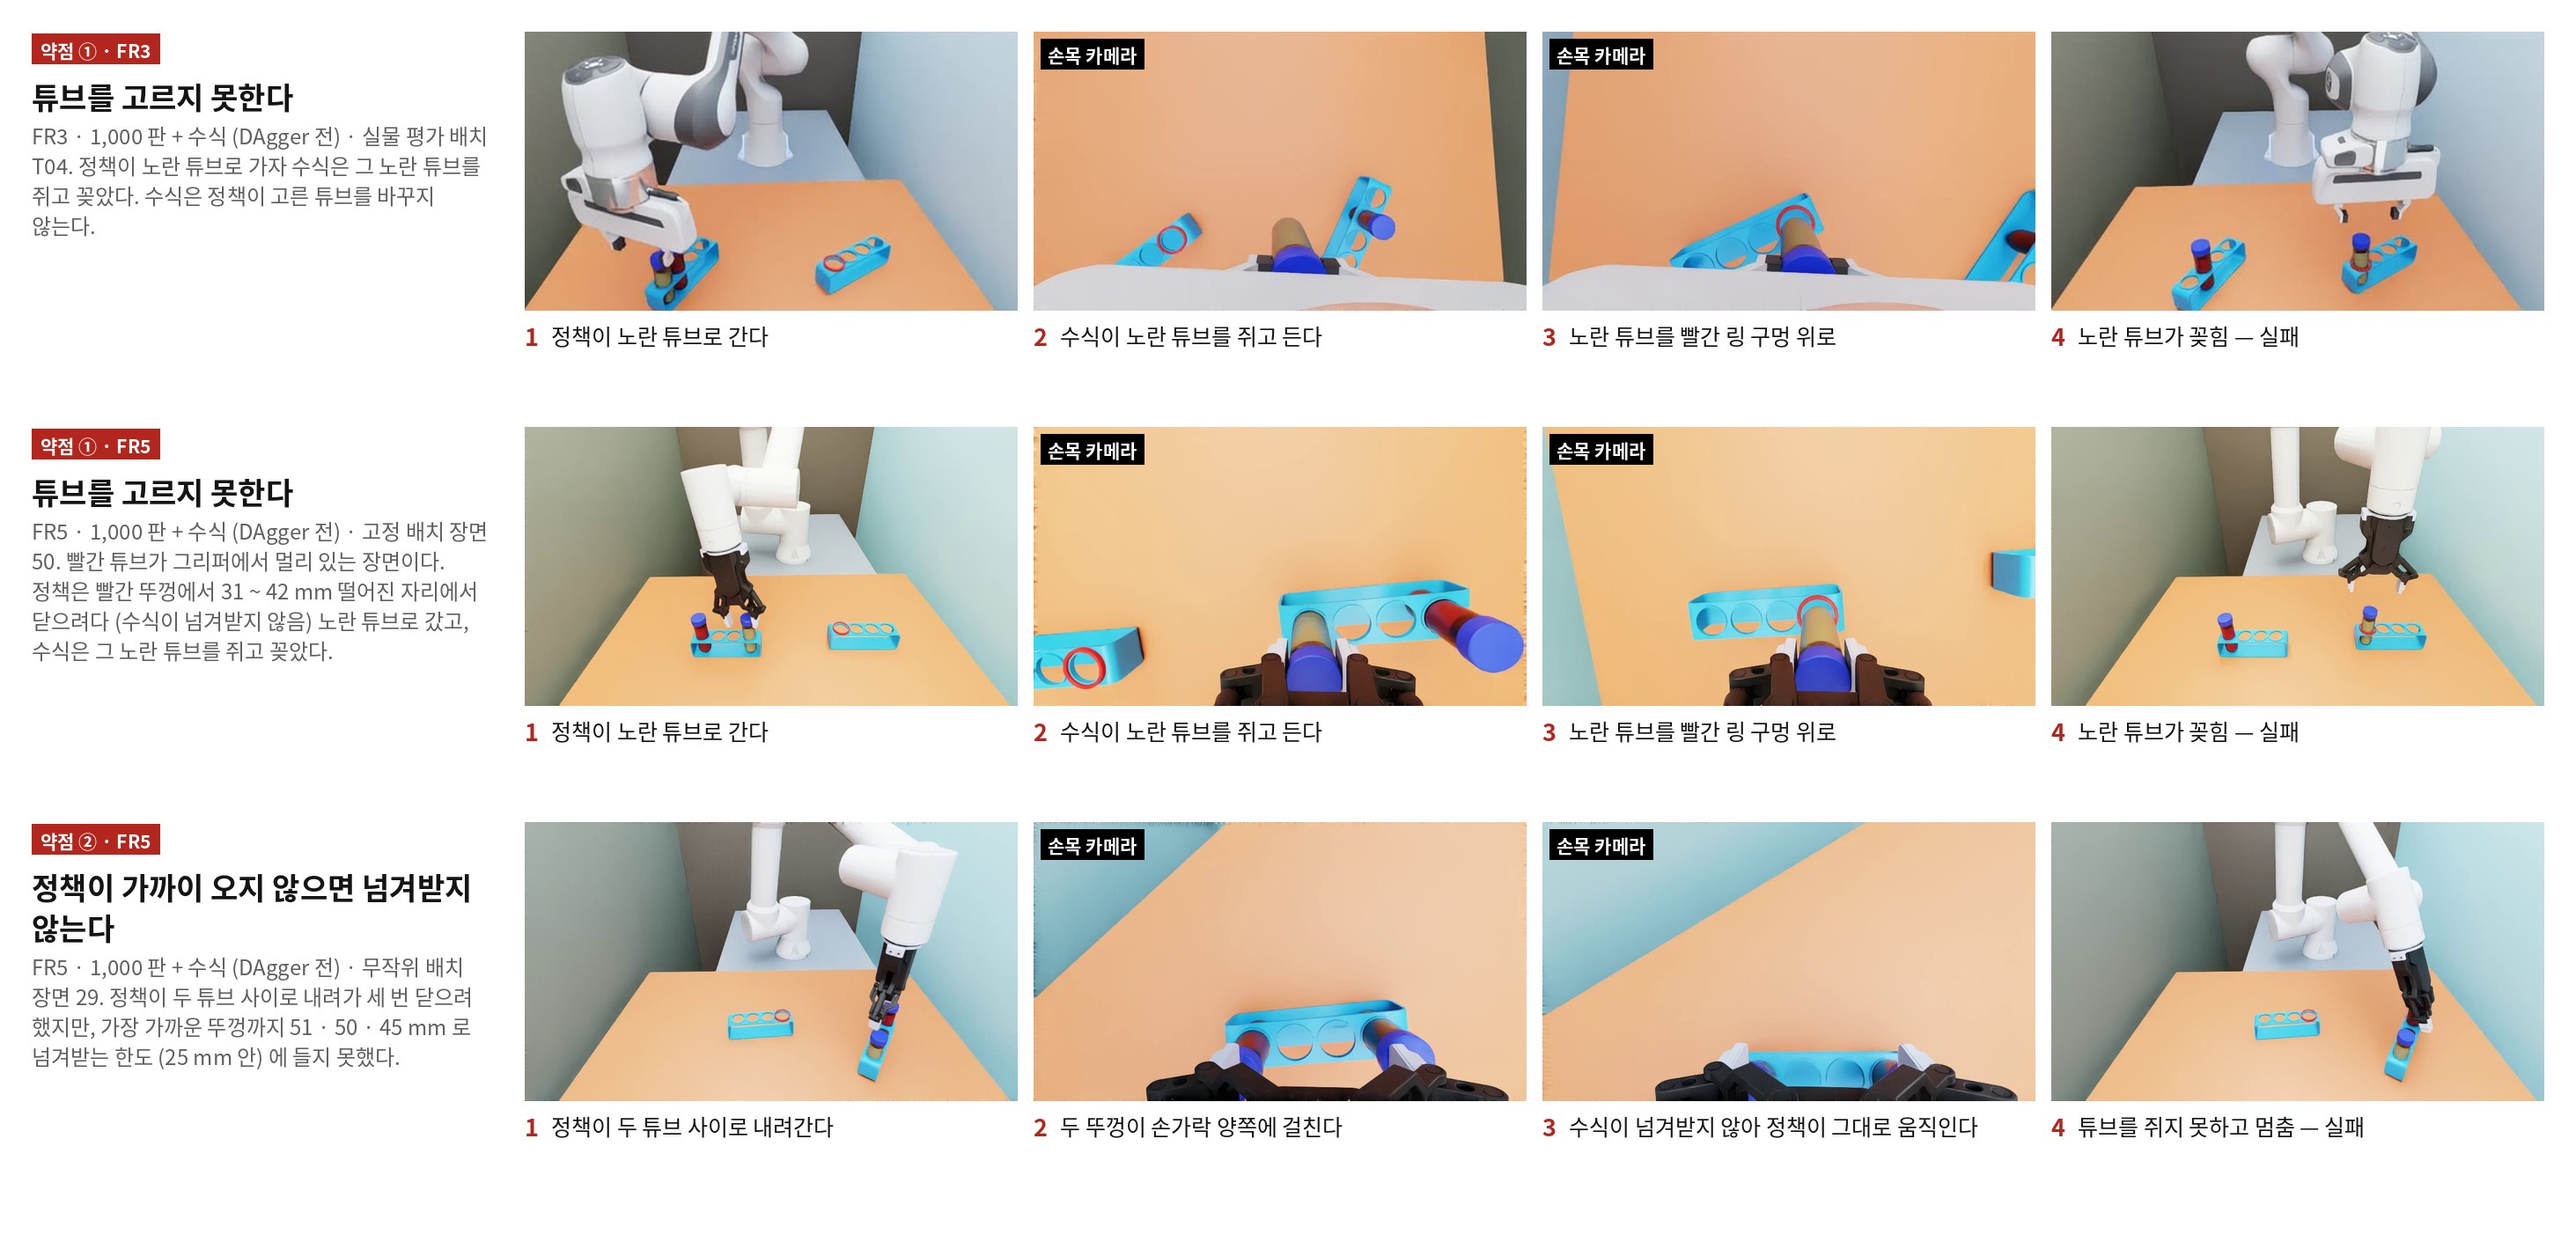 약점 ① · FR3
튜브를 고르지 못한다
FR3 · 1,000 판 + 수식 (DAgger 전) · 실물 평가 배치
T04. 정책이 노란 튜브로 가자 수식은 그 노란 튜브를
쥐고 꽂았다. 수식은 정책이 고른 튜브를 바꾸지
않는다.
손목 카메라
손목 카메라
1 정책이 노란 튜브로 간다
2 수식이 노란 튜브를 쥐고 든다
3 노란 튜브를 빨간 링 구멍 위로
4 노란 튜브가 꽂힘 — 실패
약점 ① · FR5
튜브를 고르지 못한다
FR5 · 1,000 판 + 수식 (DAgger 전) · 고정 배치 장면
50. 빨간 튜브가 그리퍼에서 멀리 있는 장면이다.
정책은 빨간 뚜껑에서 31 ~ 42 mm 떨어진 자리에서
닫으려다 (수식이 넘겨받지 않음) 노란 튜브로 갔고,
수식은 그 노란 튜브를 쥐고 꽂았다.
손목 카메라
손목 카메라
1 정책이 노란 튜브로 간다
2 수식이 노란 튜브를 쥐고 든다
3 노란 튜브를 빨간 링 구멍 위로
4 노란 튜브가 꽂힘 — 실패
약점 ② · FR5
정책이 가까이 오지 않으면 넘겨받지
않는다
FR5 · 1,000 판 + 수식 (DAgger 전) · 무작위 배치
장면 29. 정책이 두 튜브 사이로 내려가 세 번 닫으려
했지만, 가장 가까운 뚜껑까지 51 · 50 · 45 mm 로
넘겨받는 한도 (25 mm 안) 에 들지 못했다.
손목 카메라
손목 카메라
1 정책이 두 튜브 사이로 내려간다
2 두 뚜껑이 손가락 양쪽에 걸친다
3 수식이 넘겨받지 않아 정책이 그대로 움직인다
4 튜브를 쥐지 못하고 멈춤 — 실패